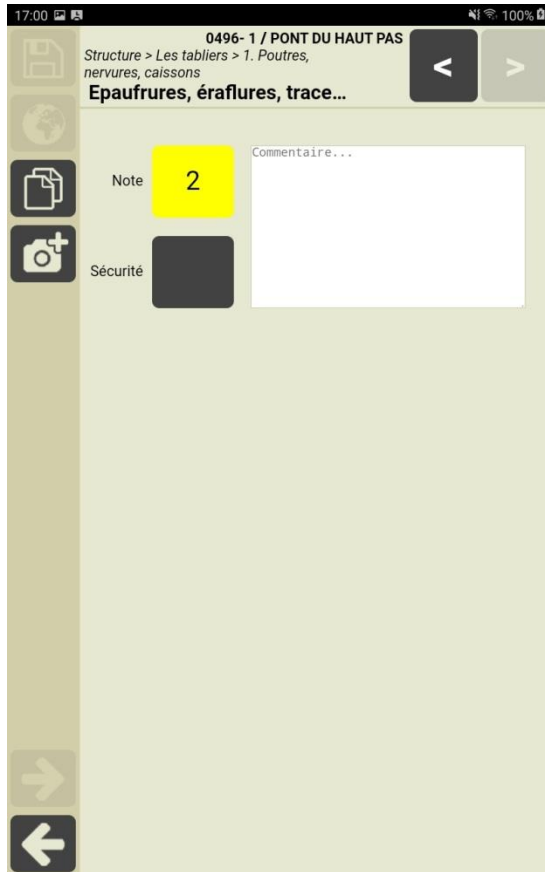 17:00 100%
0496- 1 / PONT DU HAUT PAS
Structure > Les tabliers > 1. Poutres,
nervures, caissons
Epaufrures, éraflures, trace...
< >
Note 2
Commentaire...
Sécurité